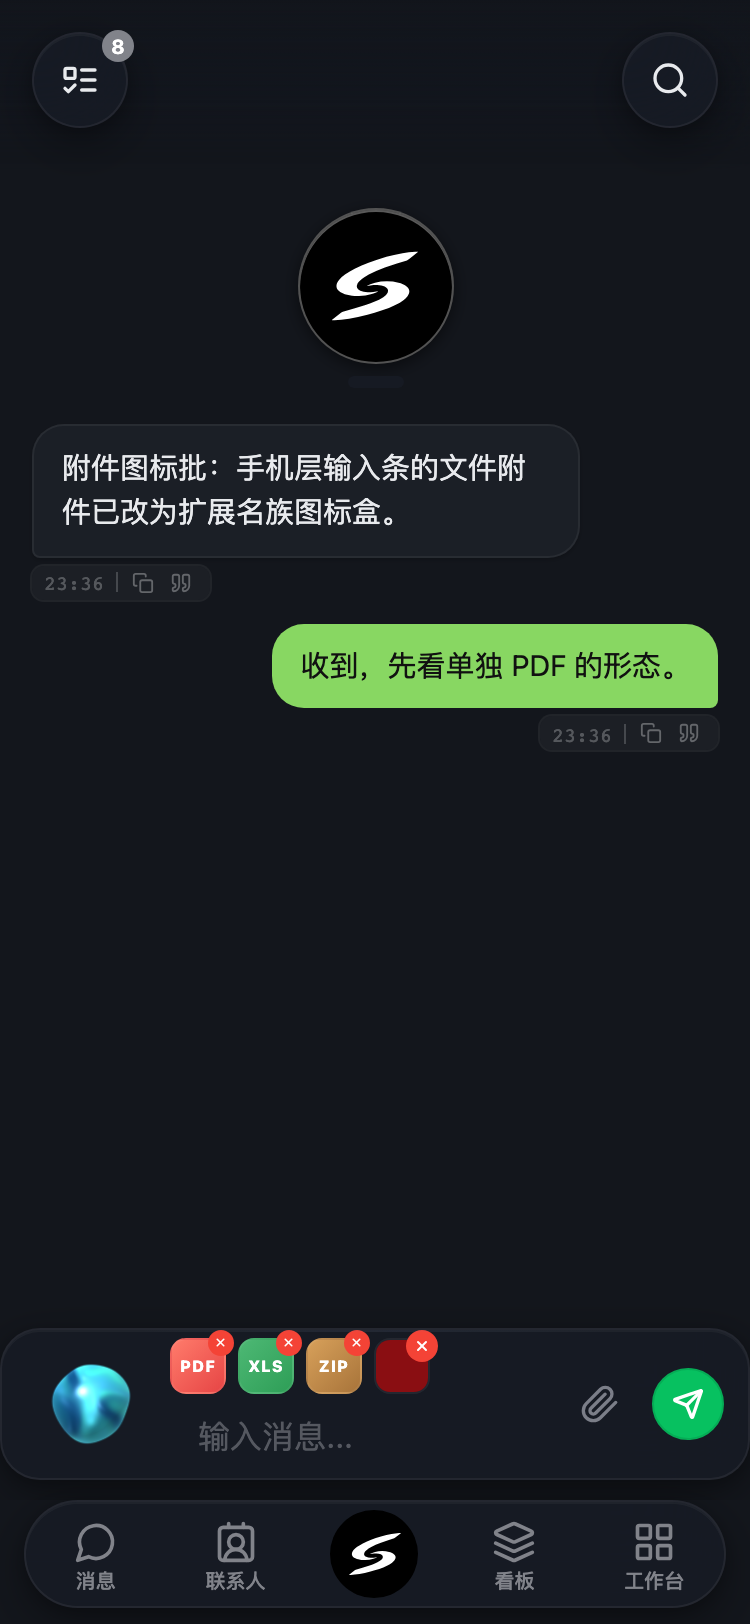 8
附件图标批：手机层输入条的文件附
件已改为扩展名族图标盒。
23:36
收到，先看单独 PDF 的形态。
23:36
PDF XLS ZIP
输入消息...
消息 联系人 看板 工作台